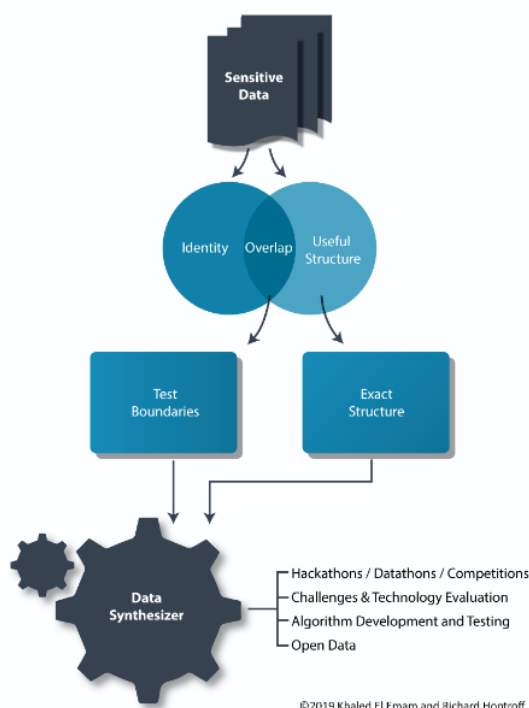 Sensitive
Data
Identity
Overlap
Useful
Structure
Test
Boundaries
Exact
Structure
Data
Synthesizer
Hackathons / Datathons / Competitions
Challenges & Technology Evaluation
Algorithm Development and Testing
Open Data
©2019 Khaled El Emam and Richard Hoptroff